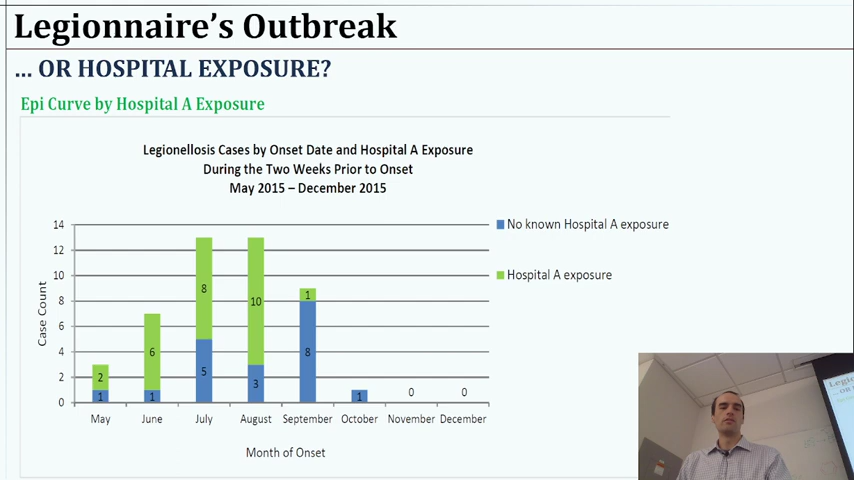 Legionnaire's Outbreak
... OR HOSPITAL EXPOSURE?
Epi Curve by Hospital A Exposure
Legionellosis Cases by Onset Date and Hospital A Exposure
During the Two Weeks Prior to Onset
May 2015 – December 2015
14
12
10
8
6
4
2
0
Case Count
2
1
6
1
8
5
10
3
1
8
1
0
0
May June July August September October November December
Month of Onset
No known Hospital A exposure
Hospital A exposure